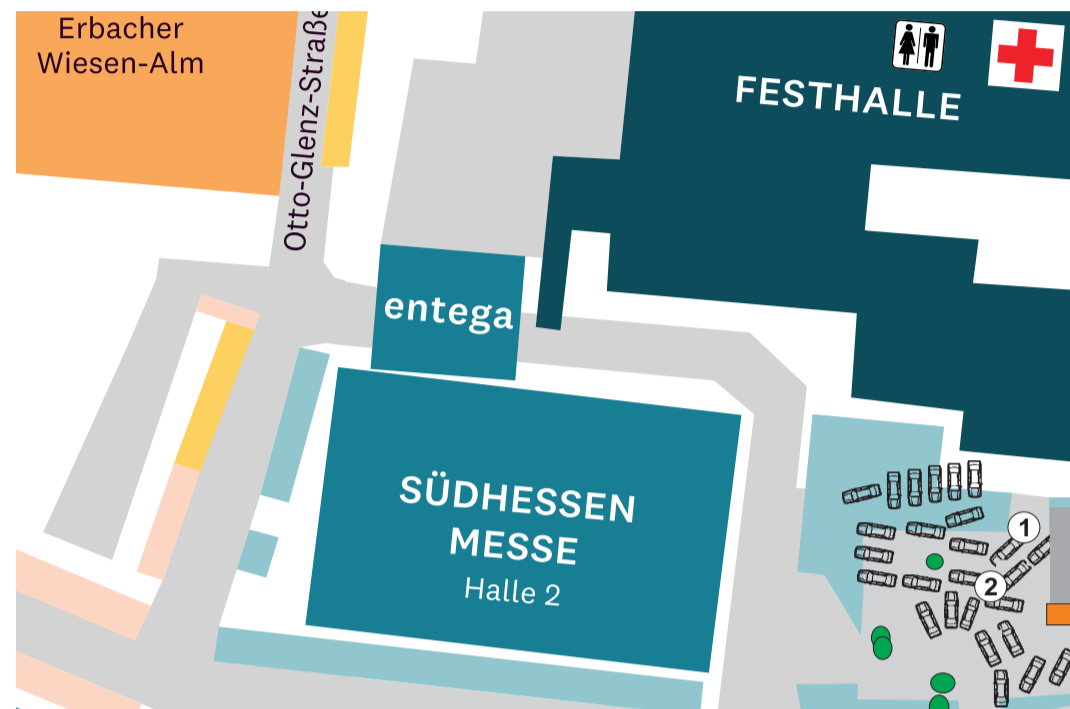 Erbacher
Wiesen-Alm
Otto-Glenz-Straße
FESTHALLE
entega
SÜDHESSEN
MESSE
Halle 2
1
2